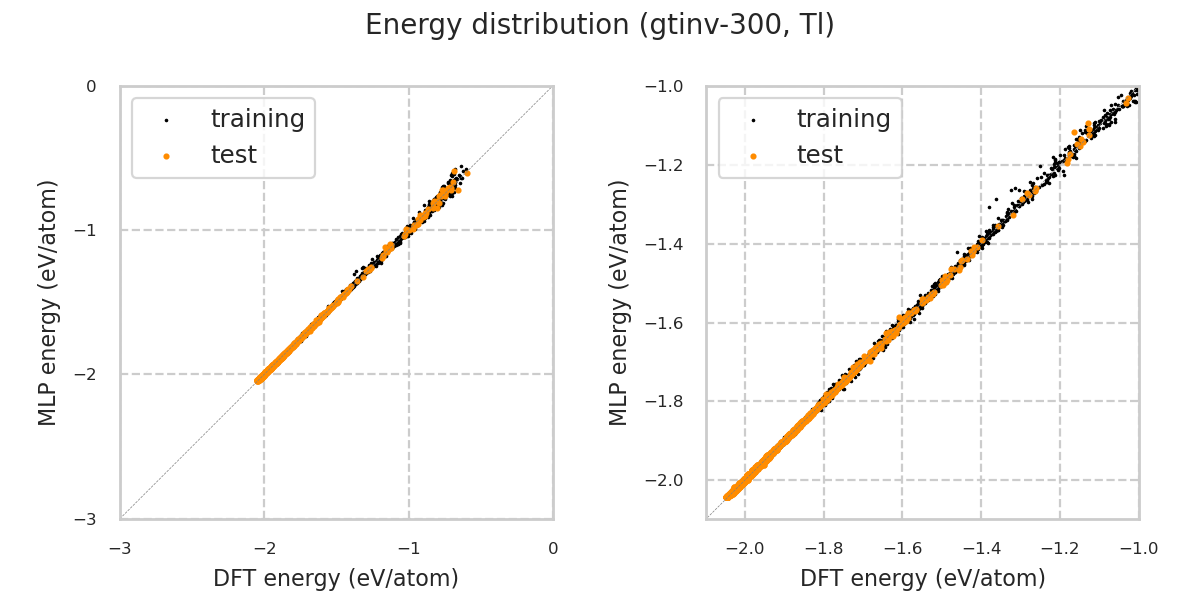 Energy distribution (gtinv-300, Tl)
training
test
0
−1
−2
−3
−3
−2
−1
0
MLP energy (eV/atom)
DFT energy (eV/atom)
training
test
−1.0
−1.2
−1.4
−1.6
−1.8
−2.0
−2.0
−1.8
−1.6
−1.4
−1.2
−1.0
MLP energy (eV/atom)
DFT energy (eV/atom)